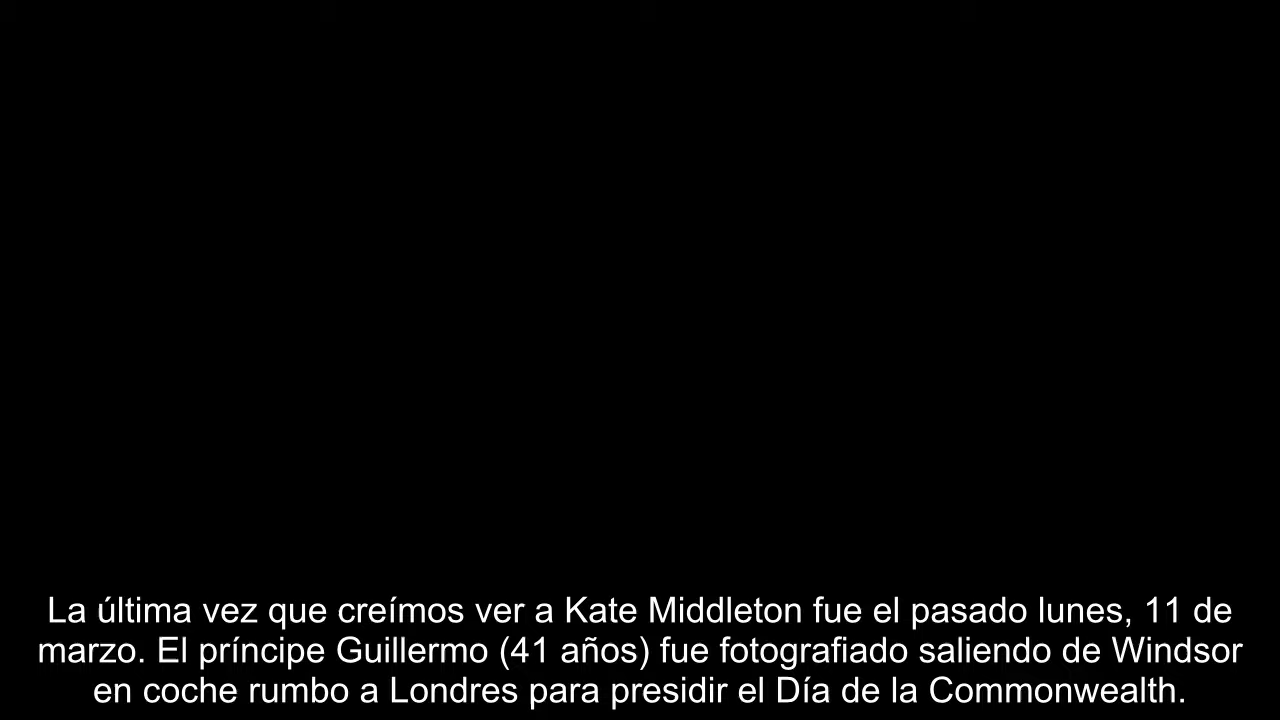 La última vez que creímos ver a Kate Middleton fue el pasado lunes, 11 de
marzo. El príncipe Guillermo (41 años) fue fotografiado saliendo de Windsor
en coche rumbo a Londres para presidir el Día de la Commonwealth.